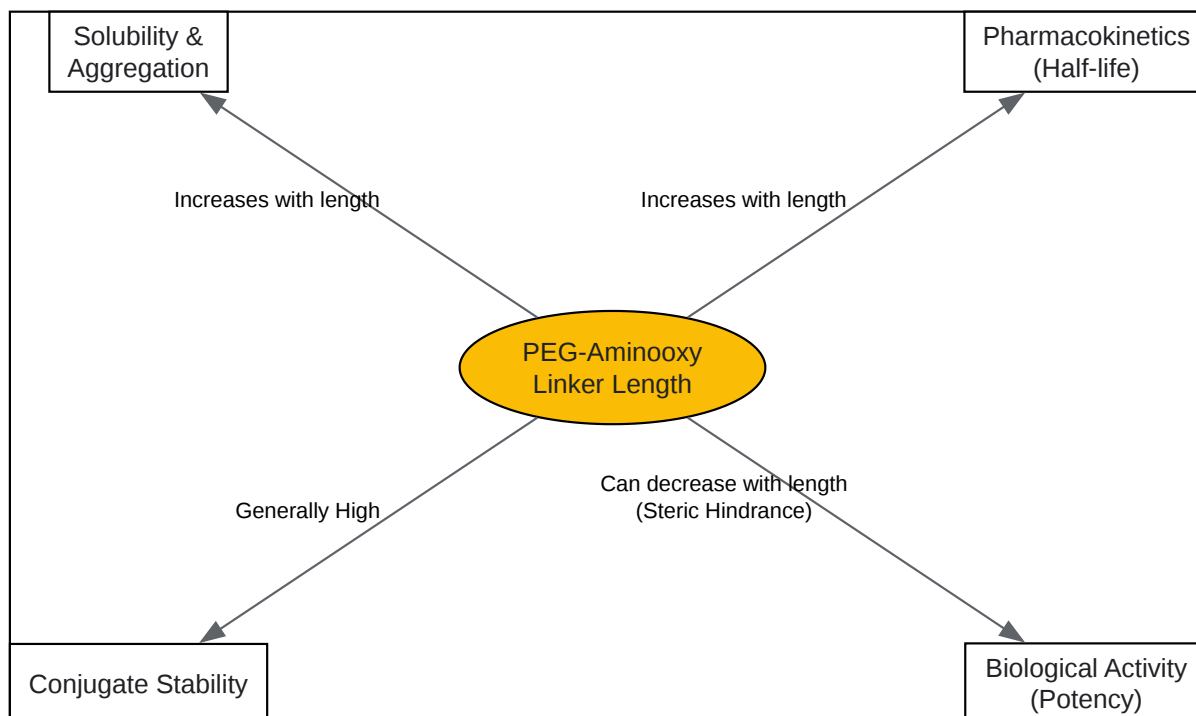 Solubility &
Aggregation
Pharmacokinetics
(Half-life)
Increases with length
Increases with length
PEG-Aminooxy
Linker Length
Can decrease with length
(Steric Hindrance)
Generally High
Conjugate Stability
Biological Activity
(Potency)